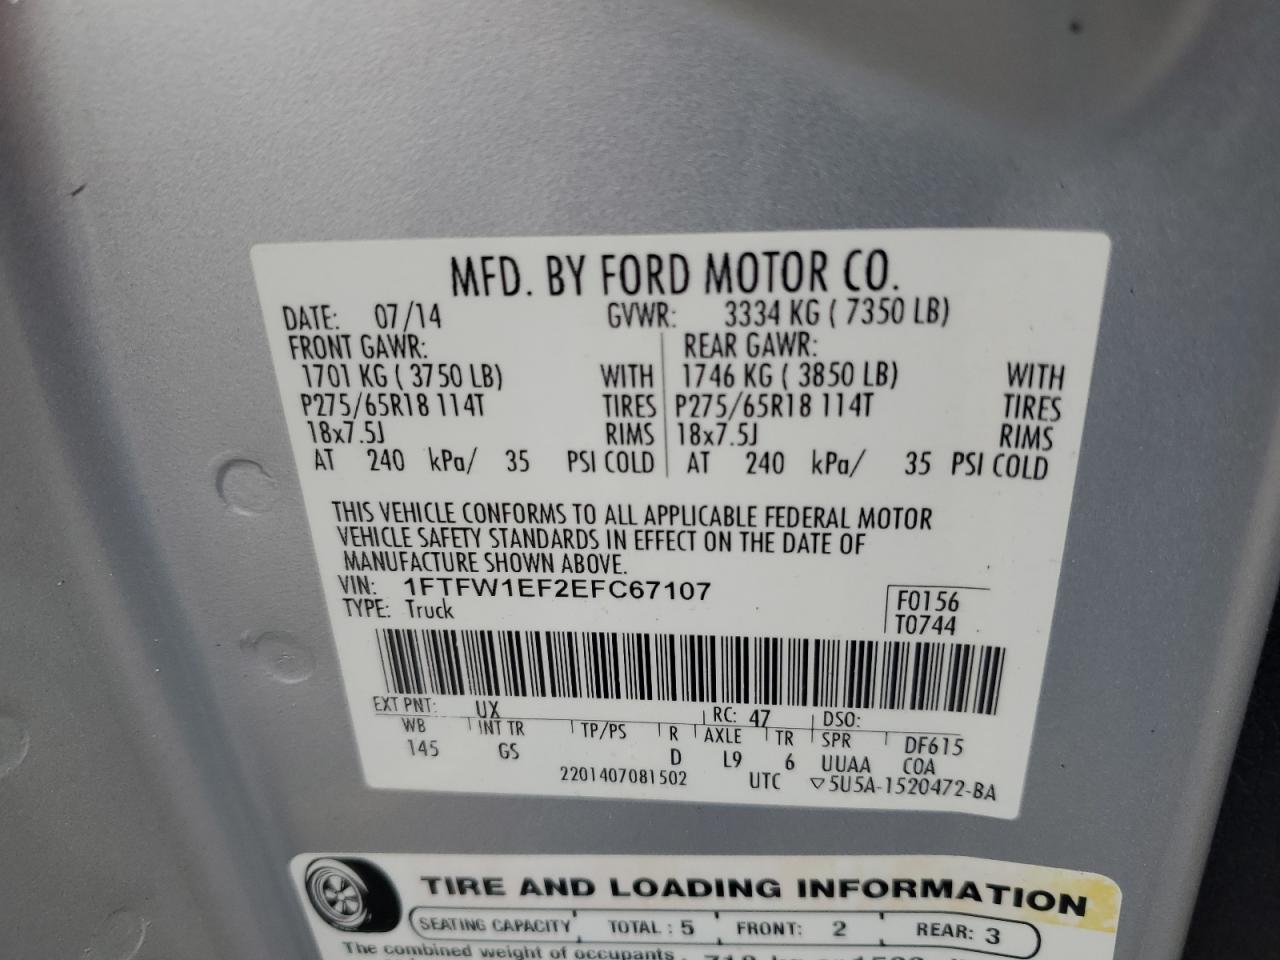 MFD. BY FORD MOTOR CO.
DATE: 07/14 GVWR: 3334 KG ( 7350 LB)
FRONT GAWR: REAR GAWR:
1701 KG ( 3750 LB) WITH 1746 KG ( 3850 LB) WITH
P275/65R18 114T TIRES P275/65R18 114T TIRES
18x7.5J RIMS 18x7.5J RIMS
AT 240 kPa/ 35 PSI COLD AT 240 kPa/ 35 PSI COLD
THIS VEHICLE CONFORMS TO ALL APPLICABLE FEDERAL MOTOR
VEHICLE SAFETY STANDARDS IN EFFECT ON THE DATE OF
MANUFACTURE SHOWN ABOVE.
VIN: 1FTFW1EF2EFC67107 F0156
TYPE: Truck T0744
EXT PNT: UX RC: 47 DSO:
WB INT TR TP/PS R AXLE TR SPR DF615
145 GS D L9 6 UUAA COA
2201407081502 UTC ▽5U5A-1520472-BA
TIRE AND LOADING INFORMATION
SEATING CAPACITY TOTAL : 5 FRONT: 2 REAR: 3
The combined weight of occupants